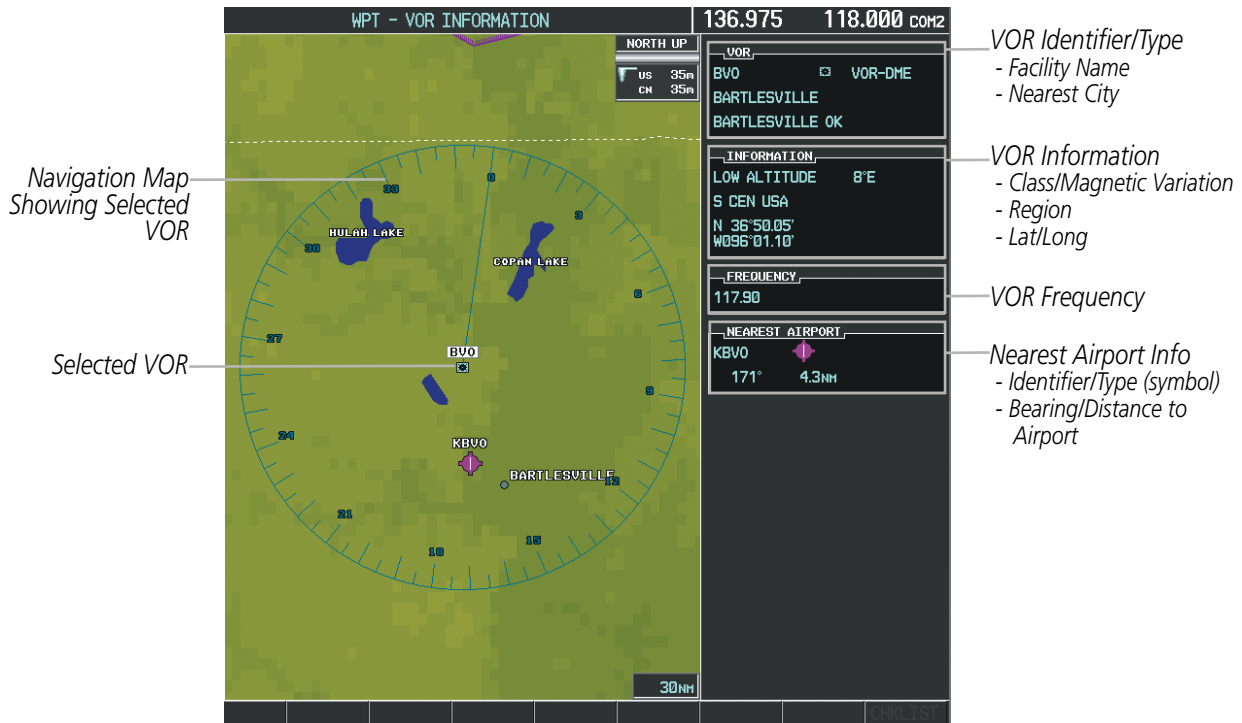 WPT – VOR INFORMATION
136.975 118.000 COM2
NORTH UP
US 35m
CN 35m
33
0
3
30
HULAH LAKE
COPAN LAKE
6
27
BVO
9
24
KBVO
BARTLESVILLE
12
21
18
15
30NM
VOR
BVO VOR-DME
BARTLESVILLE
BARTLESVILLE OK
INFORMATION
LOW ALTITUDE 8°E
S CEN USA
N 36°50.05'
W096°01.10'
FREQUENCY
117.90
NEAREST AIRPORT
KBVO
171° 4.3NM
CHKLIST
Navigation Map
Showing Selected
VOR
Selected VOR
VOR Identifier/Type
- Facility Name
- Nearest City
VOR Information
- Class/Magnetic Variation
- Region
- Lat/Long
VOR Frequency
Nearest Airport Info
- Identifier/Type (symbol)
- Bearing/Distance to
Airport